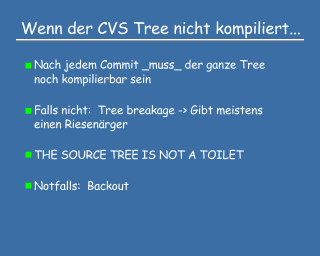 Wenn der CVS Tree nicht kompiliert...
Nach jedem Commit _muss_ der ganze Tree
noch kompilierbar sein
Falls nicht:  Tree breakage -> Gibt meistens
einen Riesenärger
THE SOURCE TREE IS NOT A TOILET
Notfalls:  Backout